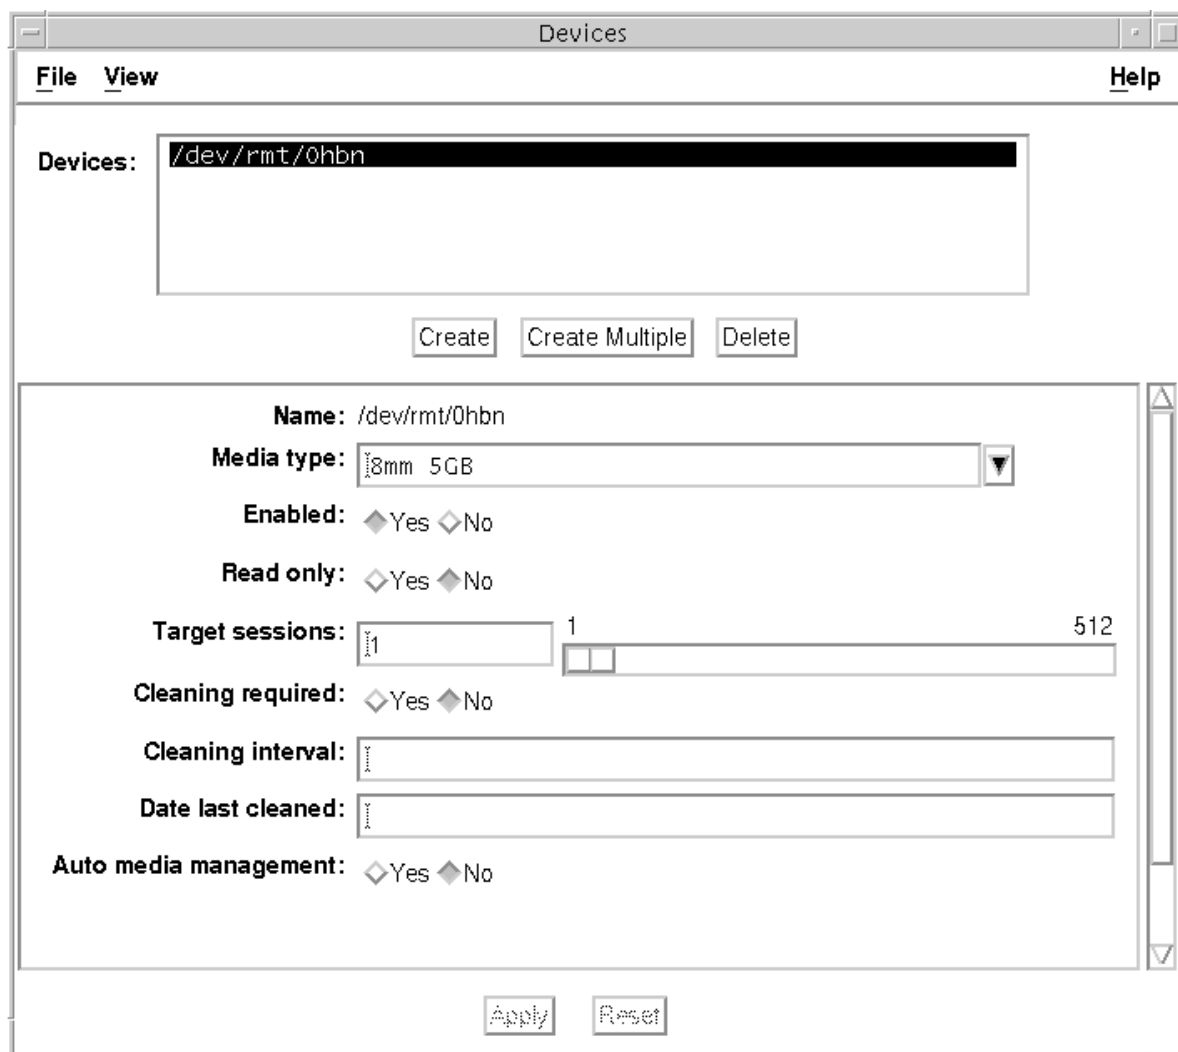 Devices
File View Help
Devices: /dev/rmt/0hbn
Create Create Multiple Delete
Name: /dev/rmt/0hbn
Media type: 8mm 5GB
Enabled: Yes No
Read only: Yes No
Target sessions: 1 1 512
Cleaning required: Yes No
Cleaning interval:
Date last cleaned:
Auto media management: Yes No
Apply Reset